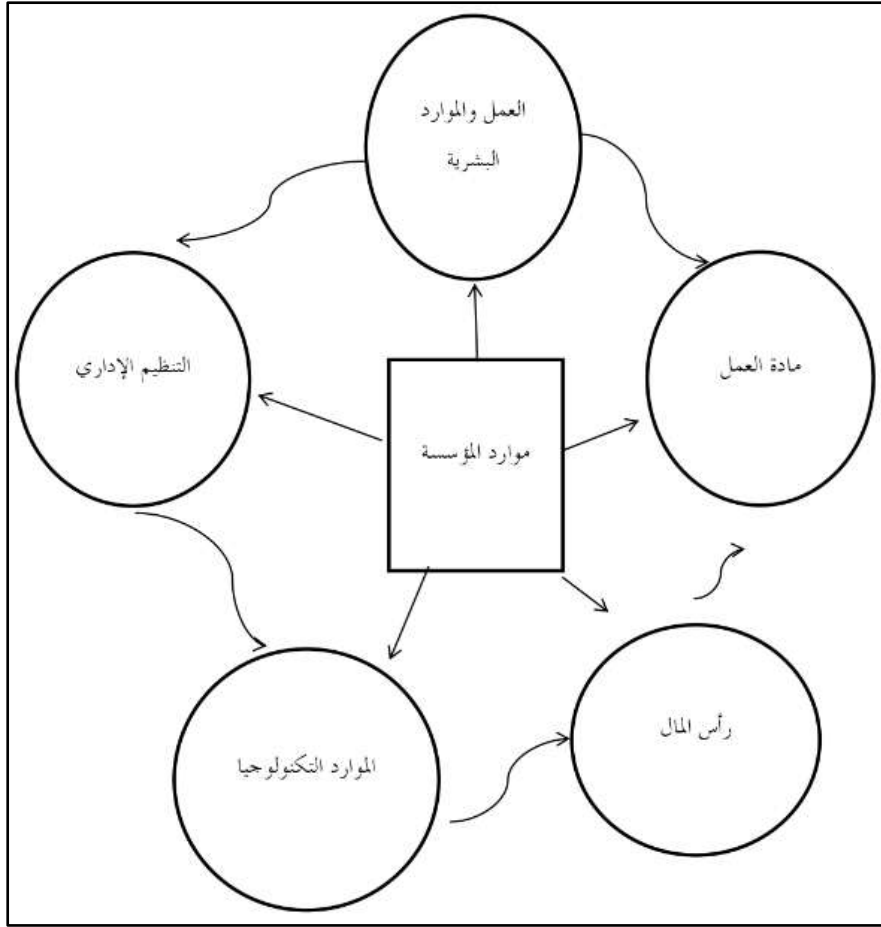 العمل والموارد
البشرية
التنظيم الإداري
مادة العمل
موارد المؤسسة
رأس المال
الموارد التكنولوجيا